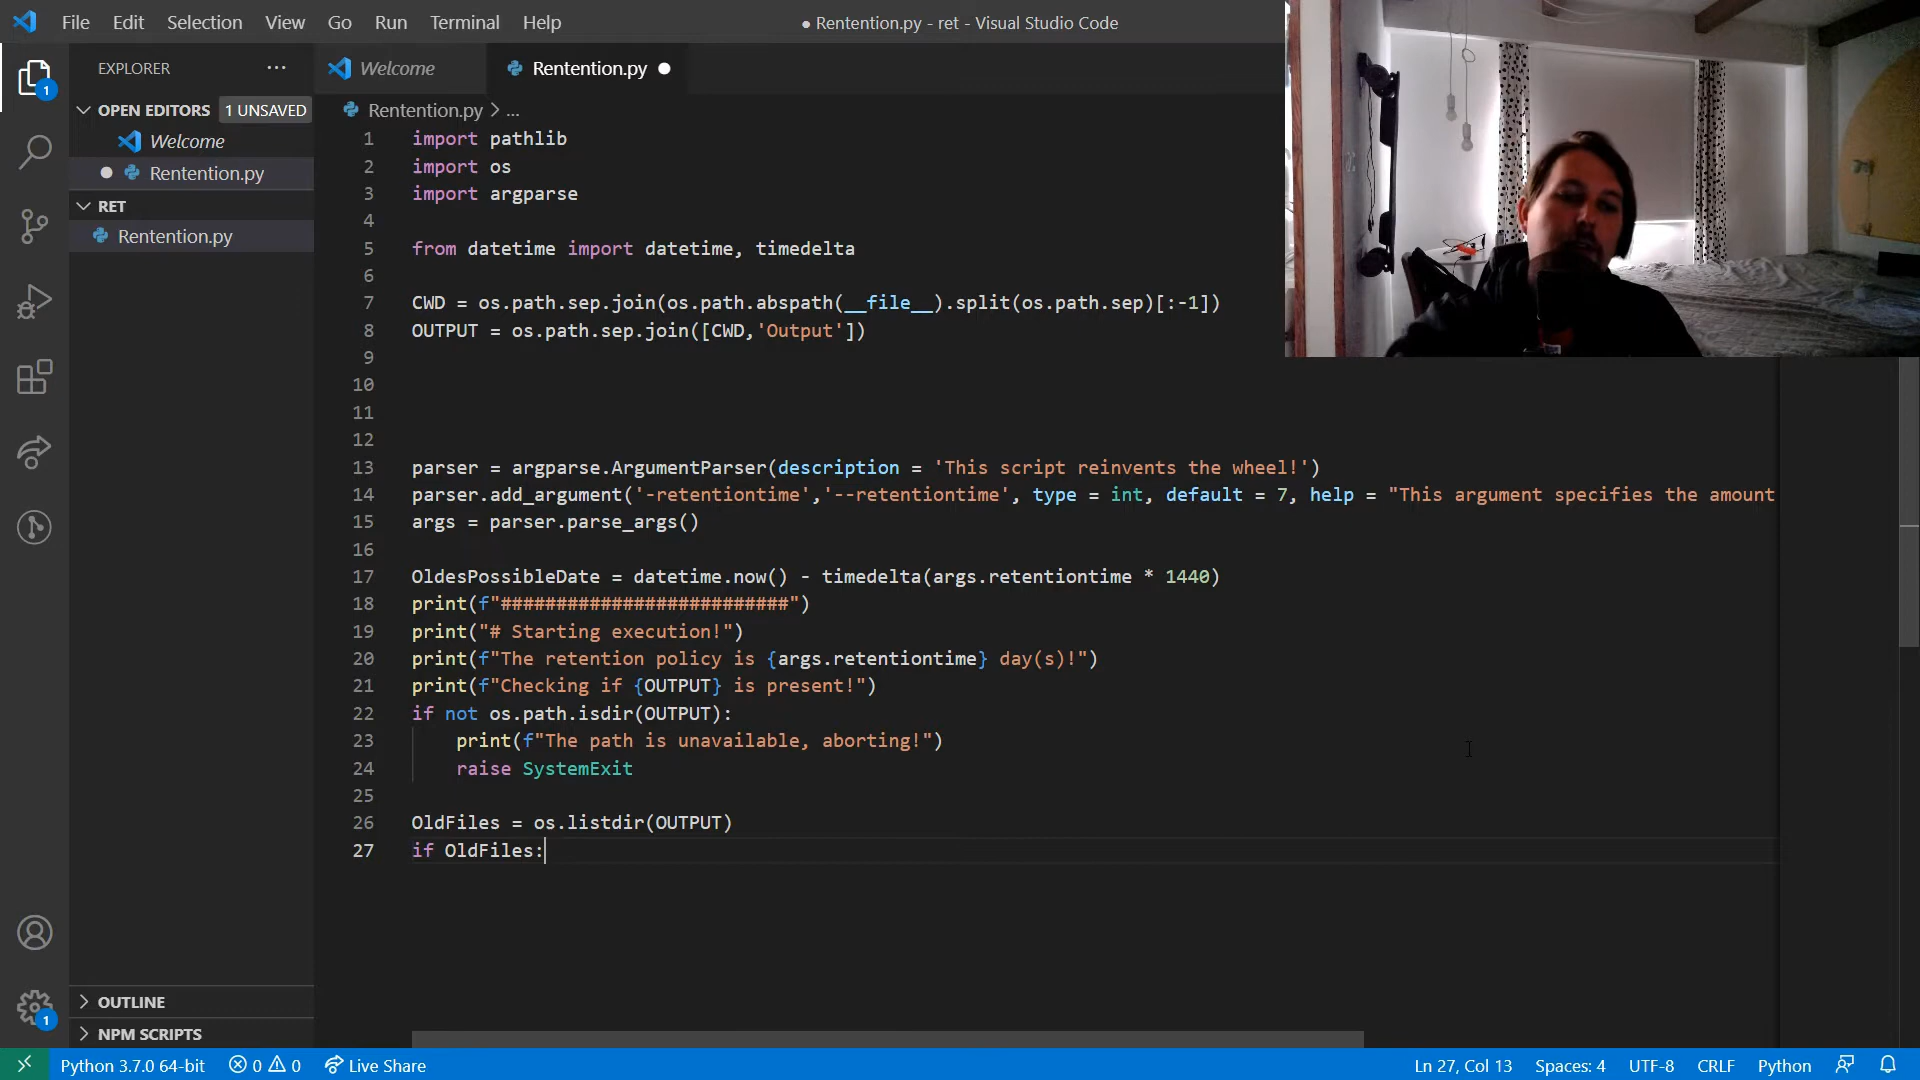 File Edit Selection View Go Run Terminal Help
● Rentention.py - ret - Visual Studio Code
EXPLORER ···
Welcome
Rentention.py ●
OPEN EDITORS 1 UNSAVED
Welcome
● Rentention.py
RET
Rentention.py
OUTLINE
NPM SCRIPTS
1
1
Rentention.py > ...
1 import pathlib
2 import os
3 import argparse
4
5 from datetime import datetime, timedelta
6
7 CWD = os.path.sep.join(os.path.abspath(__file__).split(os.path.sep)[:-1])
8 OUTPUT = os.path.sep.join([CWD,'Output'])
9
10
11
12
13 parser = argparse.ArgumentParser(description = 'This script reinvents the wheel!')
14 parser.add_argument('-retentiontime','--retentiontime', type = int, default = 7, help = "This argument specifies the amount
15 args = parser.parse_args()
16
17 OldesPossibleDate = datetime.now() - timedelta(args.retentiontime * 1440)
18 print(f"##########################")
19 print("# Starting execution!")
20 print(f"The retention policy is {args.retentiontime} day(s)!")
21 print(f"Checking if {OUTPUT} is present!")
22 if not os.path.isdir(OUTPUT):
23 print(f"The path is unavailable, aborting!")
24 raise SystemExit
25
26 OldFiles = os.listdir(OUTPUT)
27 if OldFiles:
Python 3.7.0 64-bit 0 0 Live Share Ln 27, Col 13 Spaces: 4 UTF-8 CRLF Python